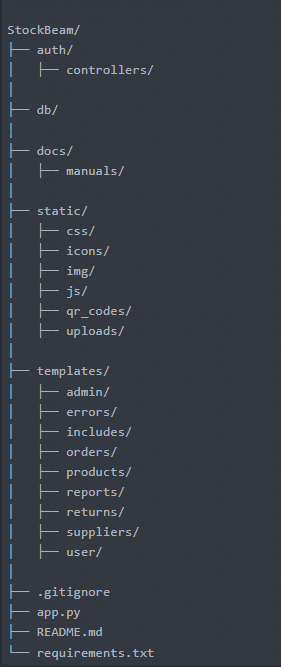 StockBeam/
├── auth/
│   ├── controllers/
│
├── db/
│
├── docs/
│   ├── manuals/
│
├── static/
│   ├── css/
│   ├── icons/
│   ├── img/
│   ├── js/
│   ├── qr_codes/
│   ├── uploads/
│
├── templates/
│   ├── admin/
│   ├── errors/
│   ├── includes/
│   ├── orders/
│   ├── products/
│   ├── reports/
│   ├── returns/
│   ├── suppliers/
│   ├── user/
│
├── .gitignore
├── app.py
├── README.md
└── requirements.txt